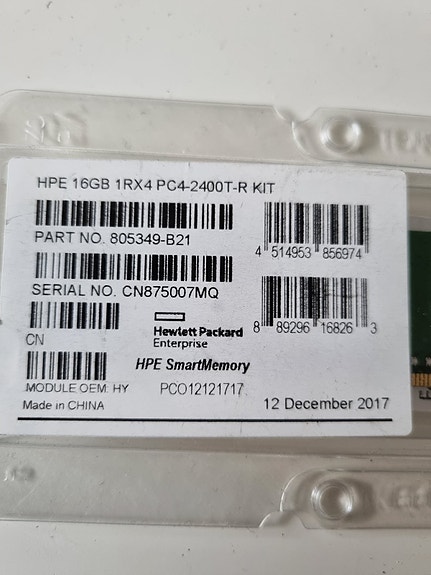 HPE 16GB 1RX4 PC4-2400T-R KIT
PART NO. 805349-B21
4 514953 856974
SERIAL NO. CN875007MQ
CN
Hewlett Packard
Enterprise
8 89296 16826 3
HPE SmartMemory
MODULE OEM: HY
PCO12121717
Made in CHINA
12 December 2017